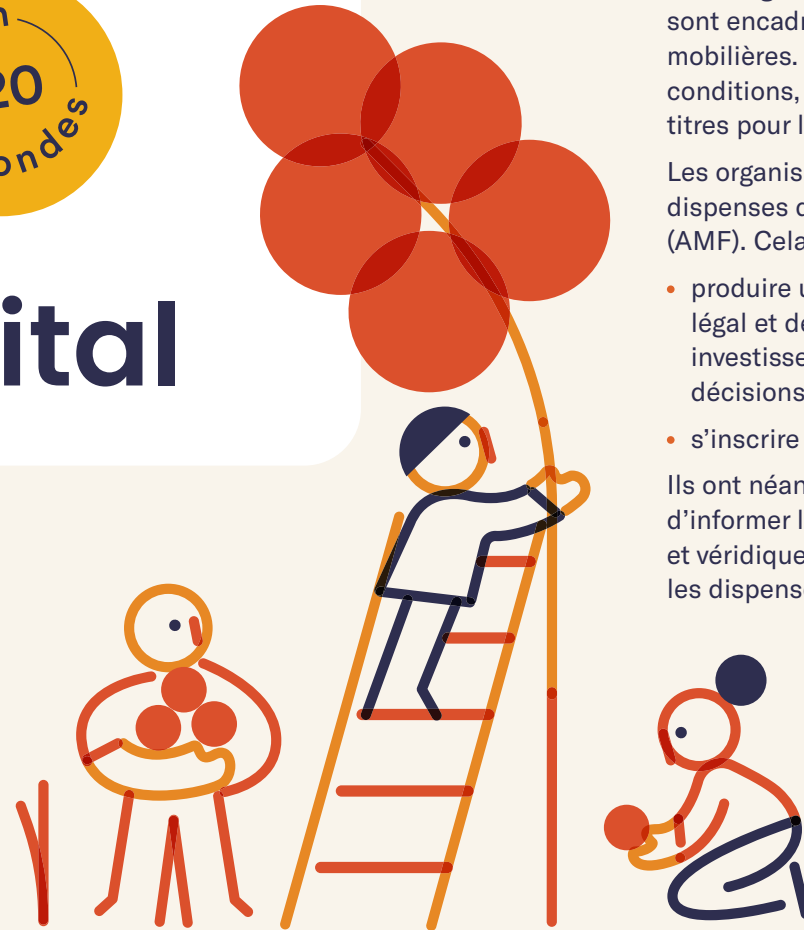 20
ondes
ital
sont encadr
mobilières.
conditions,
titres pour l
Les organis
dispenses d
(AMF). Cela
• produire u
légal et de
investisse
décisions
• s’inscrire
Ils ont néan
d’informer l
et véridique
les dispens